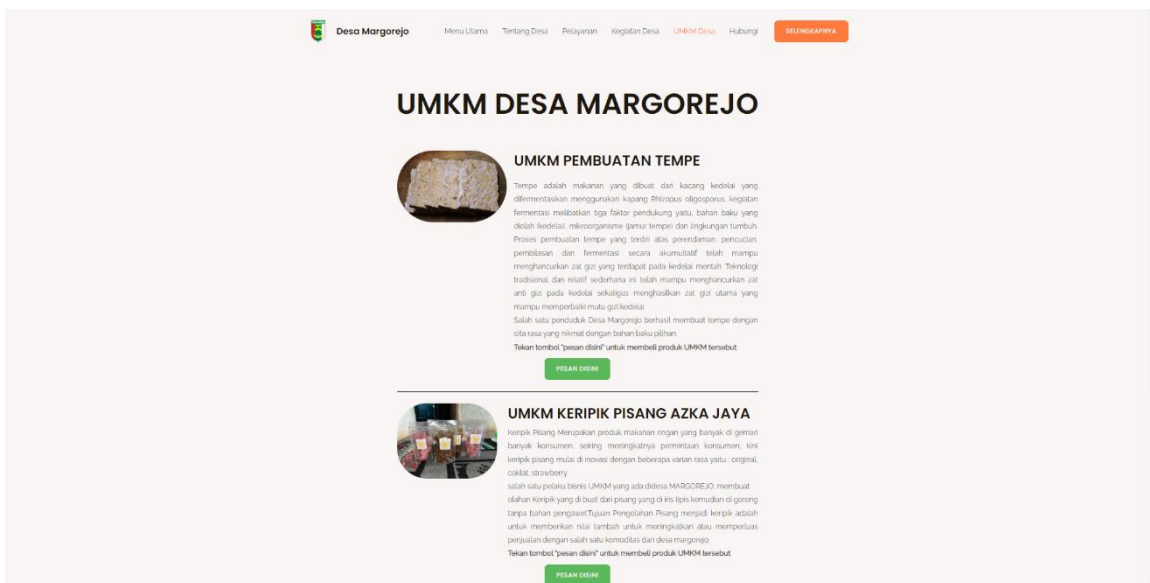 Desa Margorejo
Menu Utama
Tentang Desa
Pelayanan
Kegiatan Desa
UMKM Desa
Hubungi
SELENGKAPNYA
UMKM DESA MARGOREJO
UMKM PEMBUATAN TEMPE
Tempe adalah makanan yang dibuat dari kacang kedelai yang
difermentasikan menggunakan kapang Rhizopus oligosporus, kegiatan
fermentasi melibatkan tiga faktor pendukung yaitu, bahan baku yang
diolah (kedelai), mikroorganisme (jamur tempe) dan lingkungan tumbuh.
Proses pembuatan tempe yang terdiri atas perendaman, pencucian,
pembilasan dan fermentasi secara akumultatif telah mampu
menghancurkan zat gizi yang terdapat pada kedelai mentah. Teknologi
tradisional dan relatif sederhana ini telah mampu menghancurkan zat
anti gizi pada kedelai sekaligus menghasilkan zat gizi utama yang
mampu memperbaiki mutu gizi kedelai.
Salah satu penduduk Desa Margorejo berhasil membuat tempe dengan
cita rasa yang nikmat dengan bahan baku pilihan.
Tekan tombol "pesan disini" untuk membeli produk UMKM tersebut.
PESAN DISINI
UMKM KERIPIK PISANG AZKA JAYA
Keripik Pisang Merupakan produk makanan ringan yang banyak di gemari
banyak konsumen, seiring meningkatnya permintaan konsumen, kini
keripik pisang mulai di inovasi dengan beberapa varian rasa yaitu : original,
coklat, strawberry.
salah satu pelaku bisnis UMKM yang ada didesa MARGOREJO, membuat
olahan Keripik yang di buat dari pisang yang di iris tipis kemudian di goreng
tanpa bahan pengawet.Tujuan Pengolahan Pisang menjadi keripik adalah
untuk memberikan nilai tambah untuk meningkatkan atau memperluas
penjualan dengan salah satu komoditas dari desa margorejo.
Tekan tombol "pesan disini" untuk membeli produk UMKM tersebut
PESAN DISINI